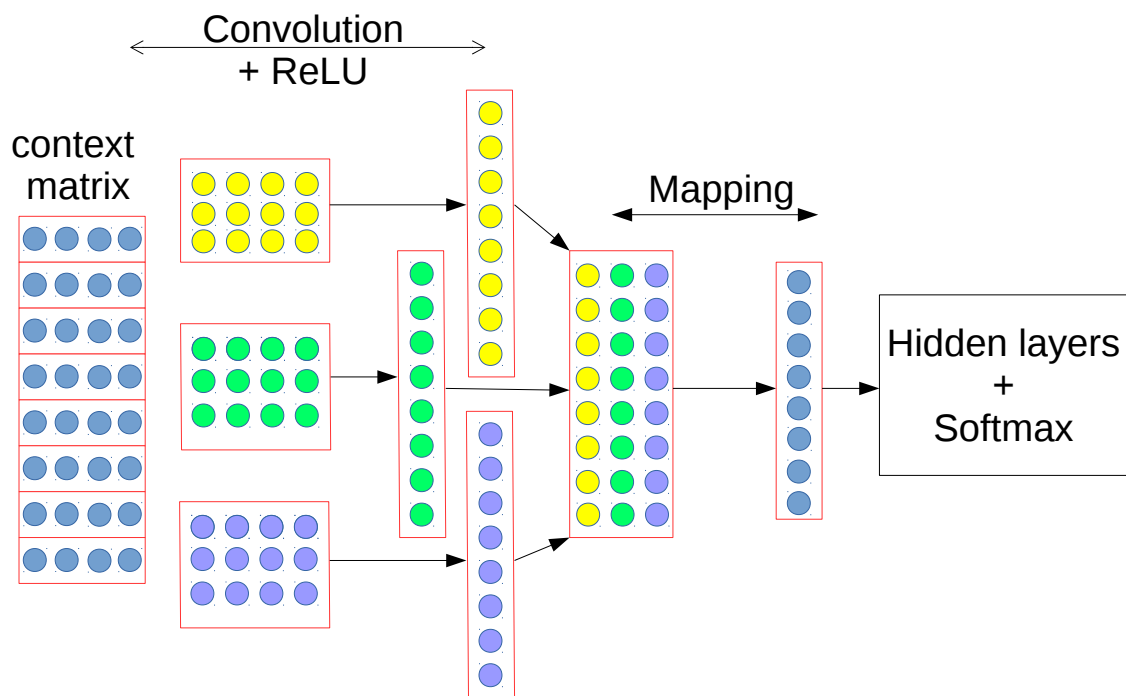 Convolution
+ ReLU
context
matrix
Mapping
Hidden layers
+
Softmax